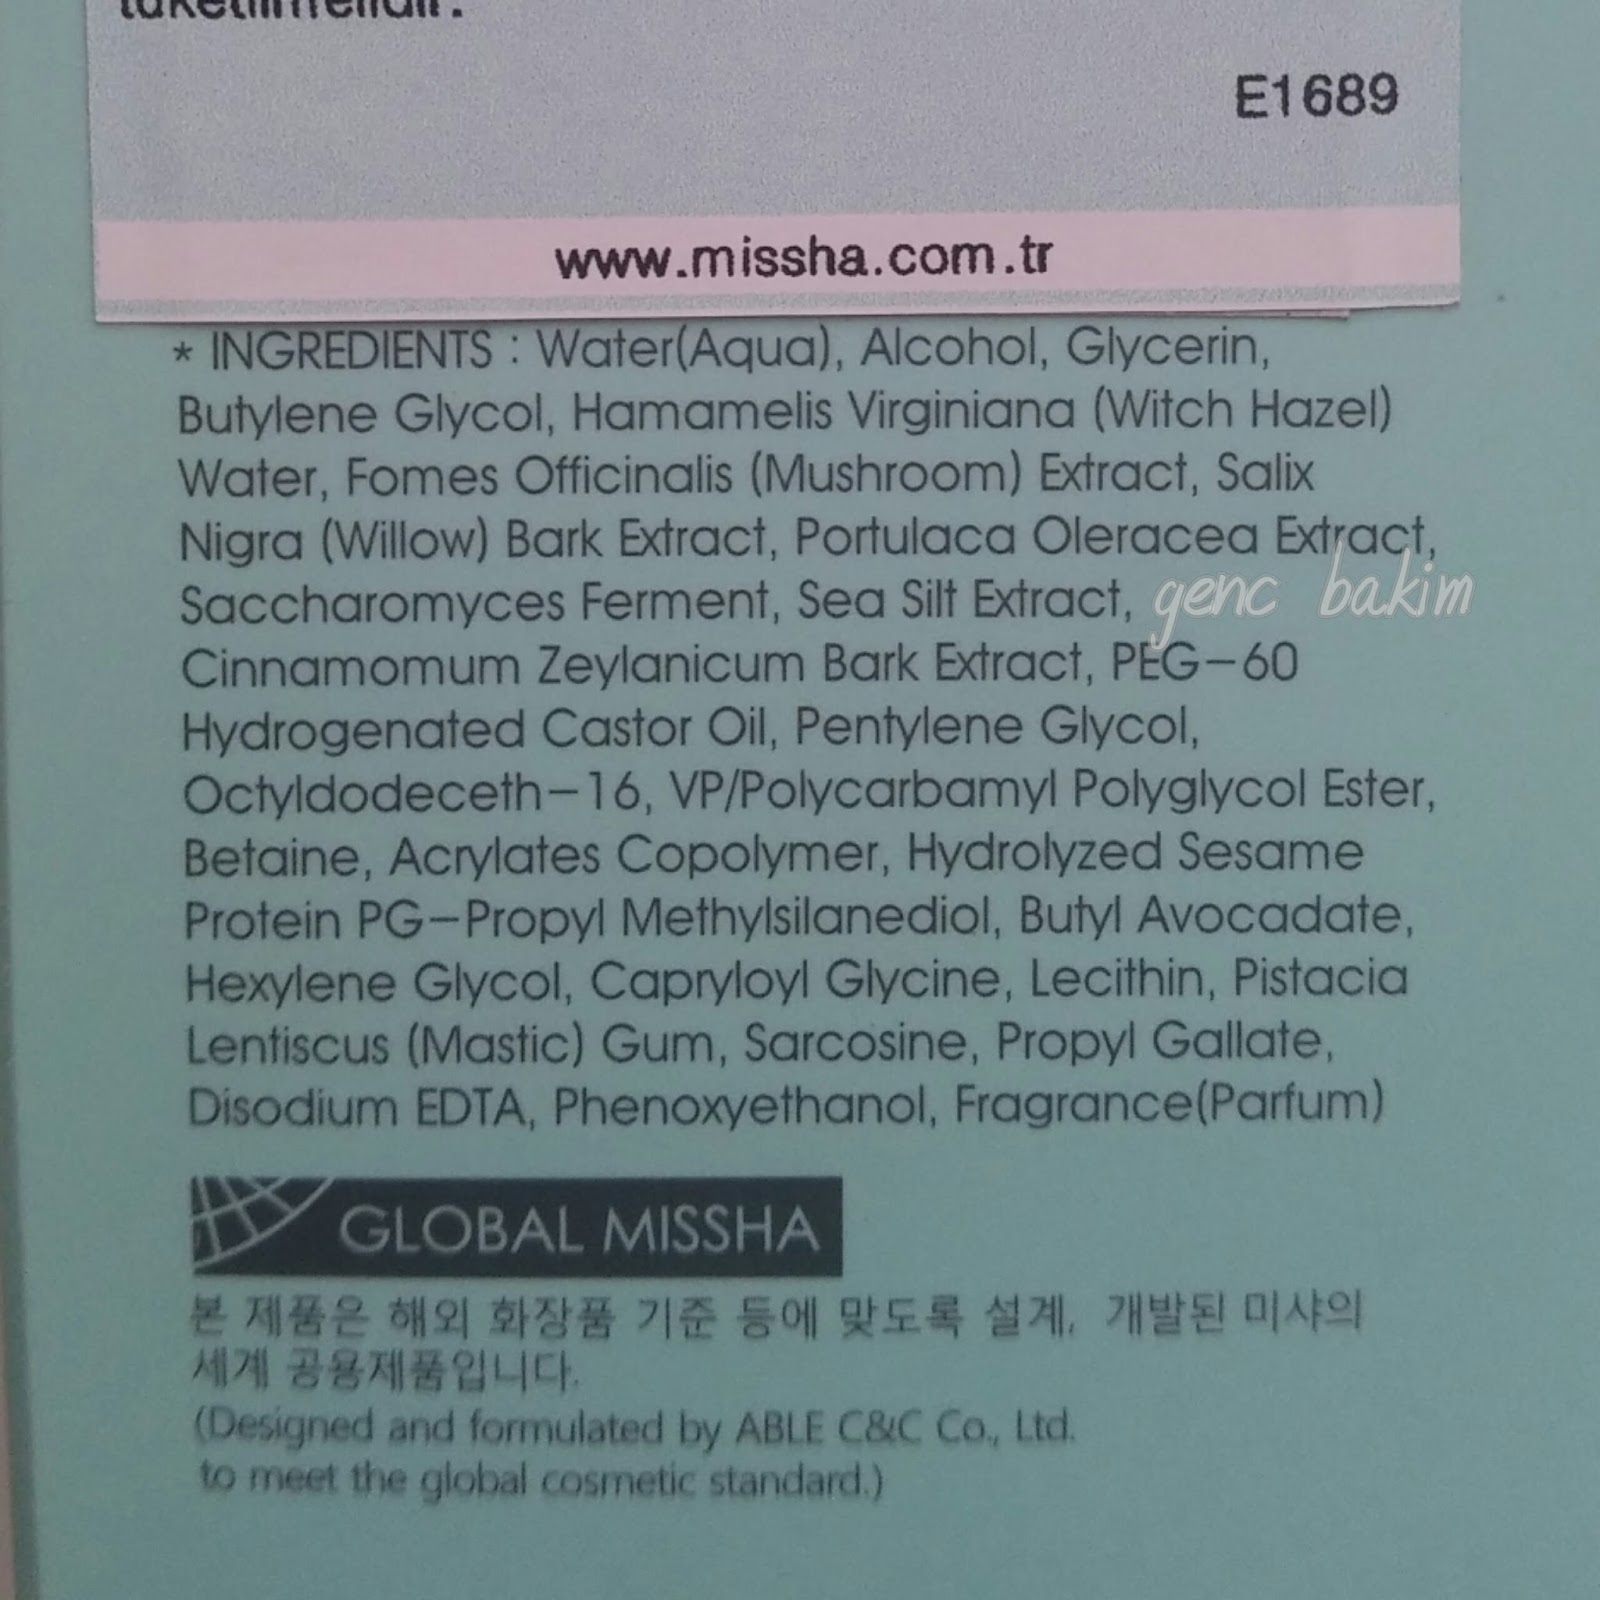 E1689
www.missha.com.tr
* INGREDIENTS : Water(Aqua), Alcohol, Glycerin,
Butylene Glycol, Hamamelis Virginiana (Witch Hazel)
Water, Fomes Officinalis (Mushroom) Extract, Salix
Nigra (Willow) Bark Extract, Portulaca Oleracea Extract,
Saccharomyces Ferment, Sea Silt Extract,
genc bakim
Cinnamomum Zeylanicum Bark Extract, PEG-60
Hydrogenated Castor Oil, Pentylene Glycol,
Octyldodeceth-16, VP/Polycarbamyl Polyglycol Ester,
Betaine, Acrylates Copolymer, Hydrolyzed Sesame
Protein PG-Propyl Methylsilanediol, Butyl Avocadate,
Hexylene Glycol, Capryloyl Glycine, Lecithin, Pistacia
Lentiscus (Mastic) Gum, Sarcosine, Propyl Gallate,
Disodium EDTA, Phenoxyethanol, Fragrance(Parfum)
GLOBAL MISSHA
본 제품은 해외 화장품 기준 등에 맞도록 설계, 개발된 미샤의
세계 공용제품입니다.
(Designed and formulated by ABLE C&C Co., Ltd.
to meet the global cosmetic standard.)